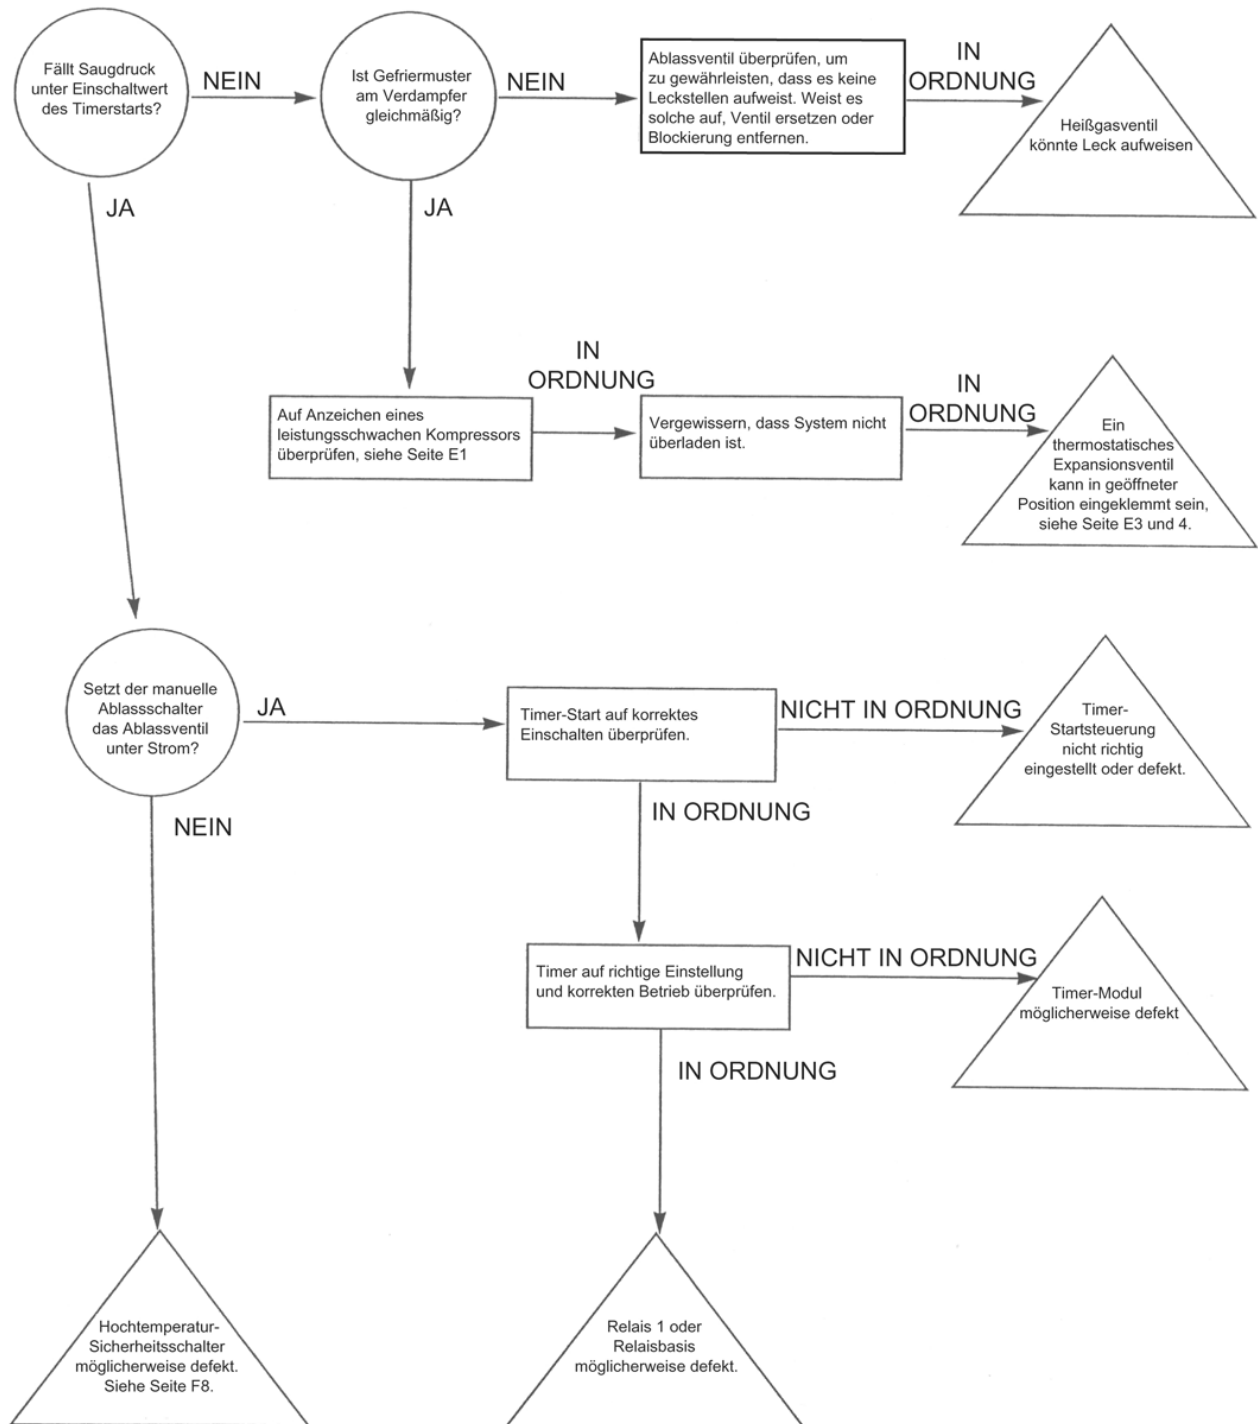 Fällt Saugdruck
unter Einschaltwert
des Timerstarts?
NEIN
Ist Gefriermuster
am Verdampfer
gleichmäßig?
NEIN
Ablassventil überprüfen, um
zu gewährleisten, dass es keine
Leckstellen aufweist. Weist es
solche auf, Ventil ersetzen oder
Blockierung entfernen.
IN
ORDNUNG
Heißgasventil
könnte Leck aufweisen
JA
JA
Auf Anzeichen eines
leistungsschwachen Kompressors
überprüfen, siehe Seite E1
IN
ORDNUNG
Vergewissern, dass System nicht
überladen ist.
IN
ORDNUNG
Ein
thermostatisches
Expansionsventil
kann in geöffneter
Position eingeklemmt sein,
siehe Seite E3 und 4.
Setzt der manuelle
Ablassschalter
das Ablassventil
unter Strom?
JA
Timer-Start auf korrektes
Einschalten überprüfen.
NICHT IN ORDNUNG
Timer-
Startsteuerung
nicht richtig
eingestellt oder defekt.
NEIN
IN ORDNUNG
Timer auf richtige Einstellung
und korrekten Betrieb überprüfen.
NICHT IN ORDNUNG
Timer-Modul
möglicherweise defekt
IN ORDNUNG
Hochtemperatur-
Sicherheitsschalter
möglicherweise defekt.
Siehe Seite F8.
Relais 1 oder
Relaisbasis
möglicherweise defekt.